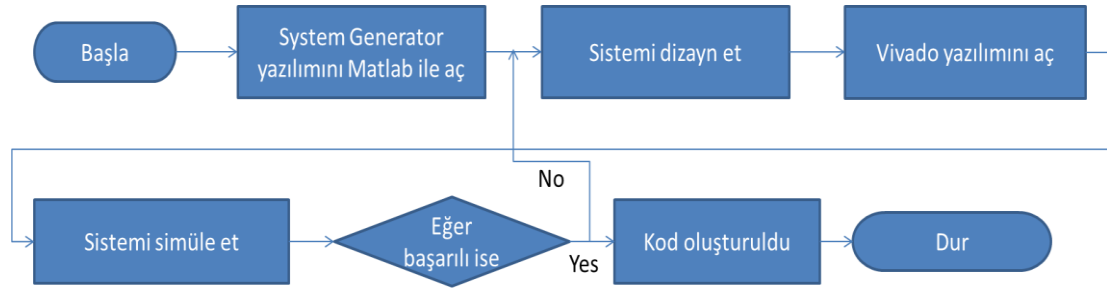 Başla
System Generator
yazılımını Matlab ile aç
Sistemi dizayn et
Vivado yazılımını aç
Sistemi simüle et
Eğer
başarılı ise
No
Yes
Kod oluşturuldu
Dur